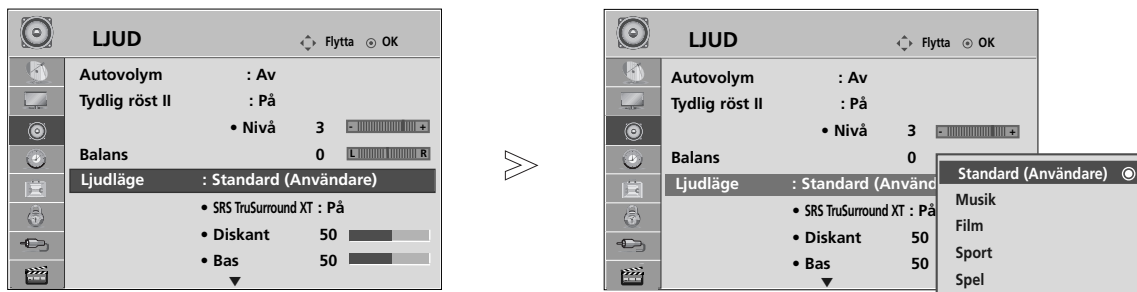 LJUD Flytta OK
Autovolym : Av
Tydlig röst II : På
• Nivå 3 - +
Balans 0 L R
Ljudläge : Standard (Användare)
• SRS TruSurround XT : På
• Diskant 50
• Bas 50
LJUD Flytta OK
Autovolym : Av
Tydlig röst II : På
• Nivå 3 - +
Balans 0
Ljudläge : Standard (Använd
• SRS TruSurround XT : På
• Diskant 50
• Bas 50
Standard (Användare)
Musik
Film
Sport
Spel